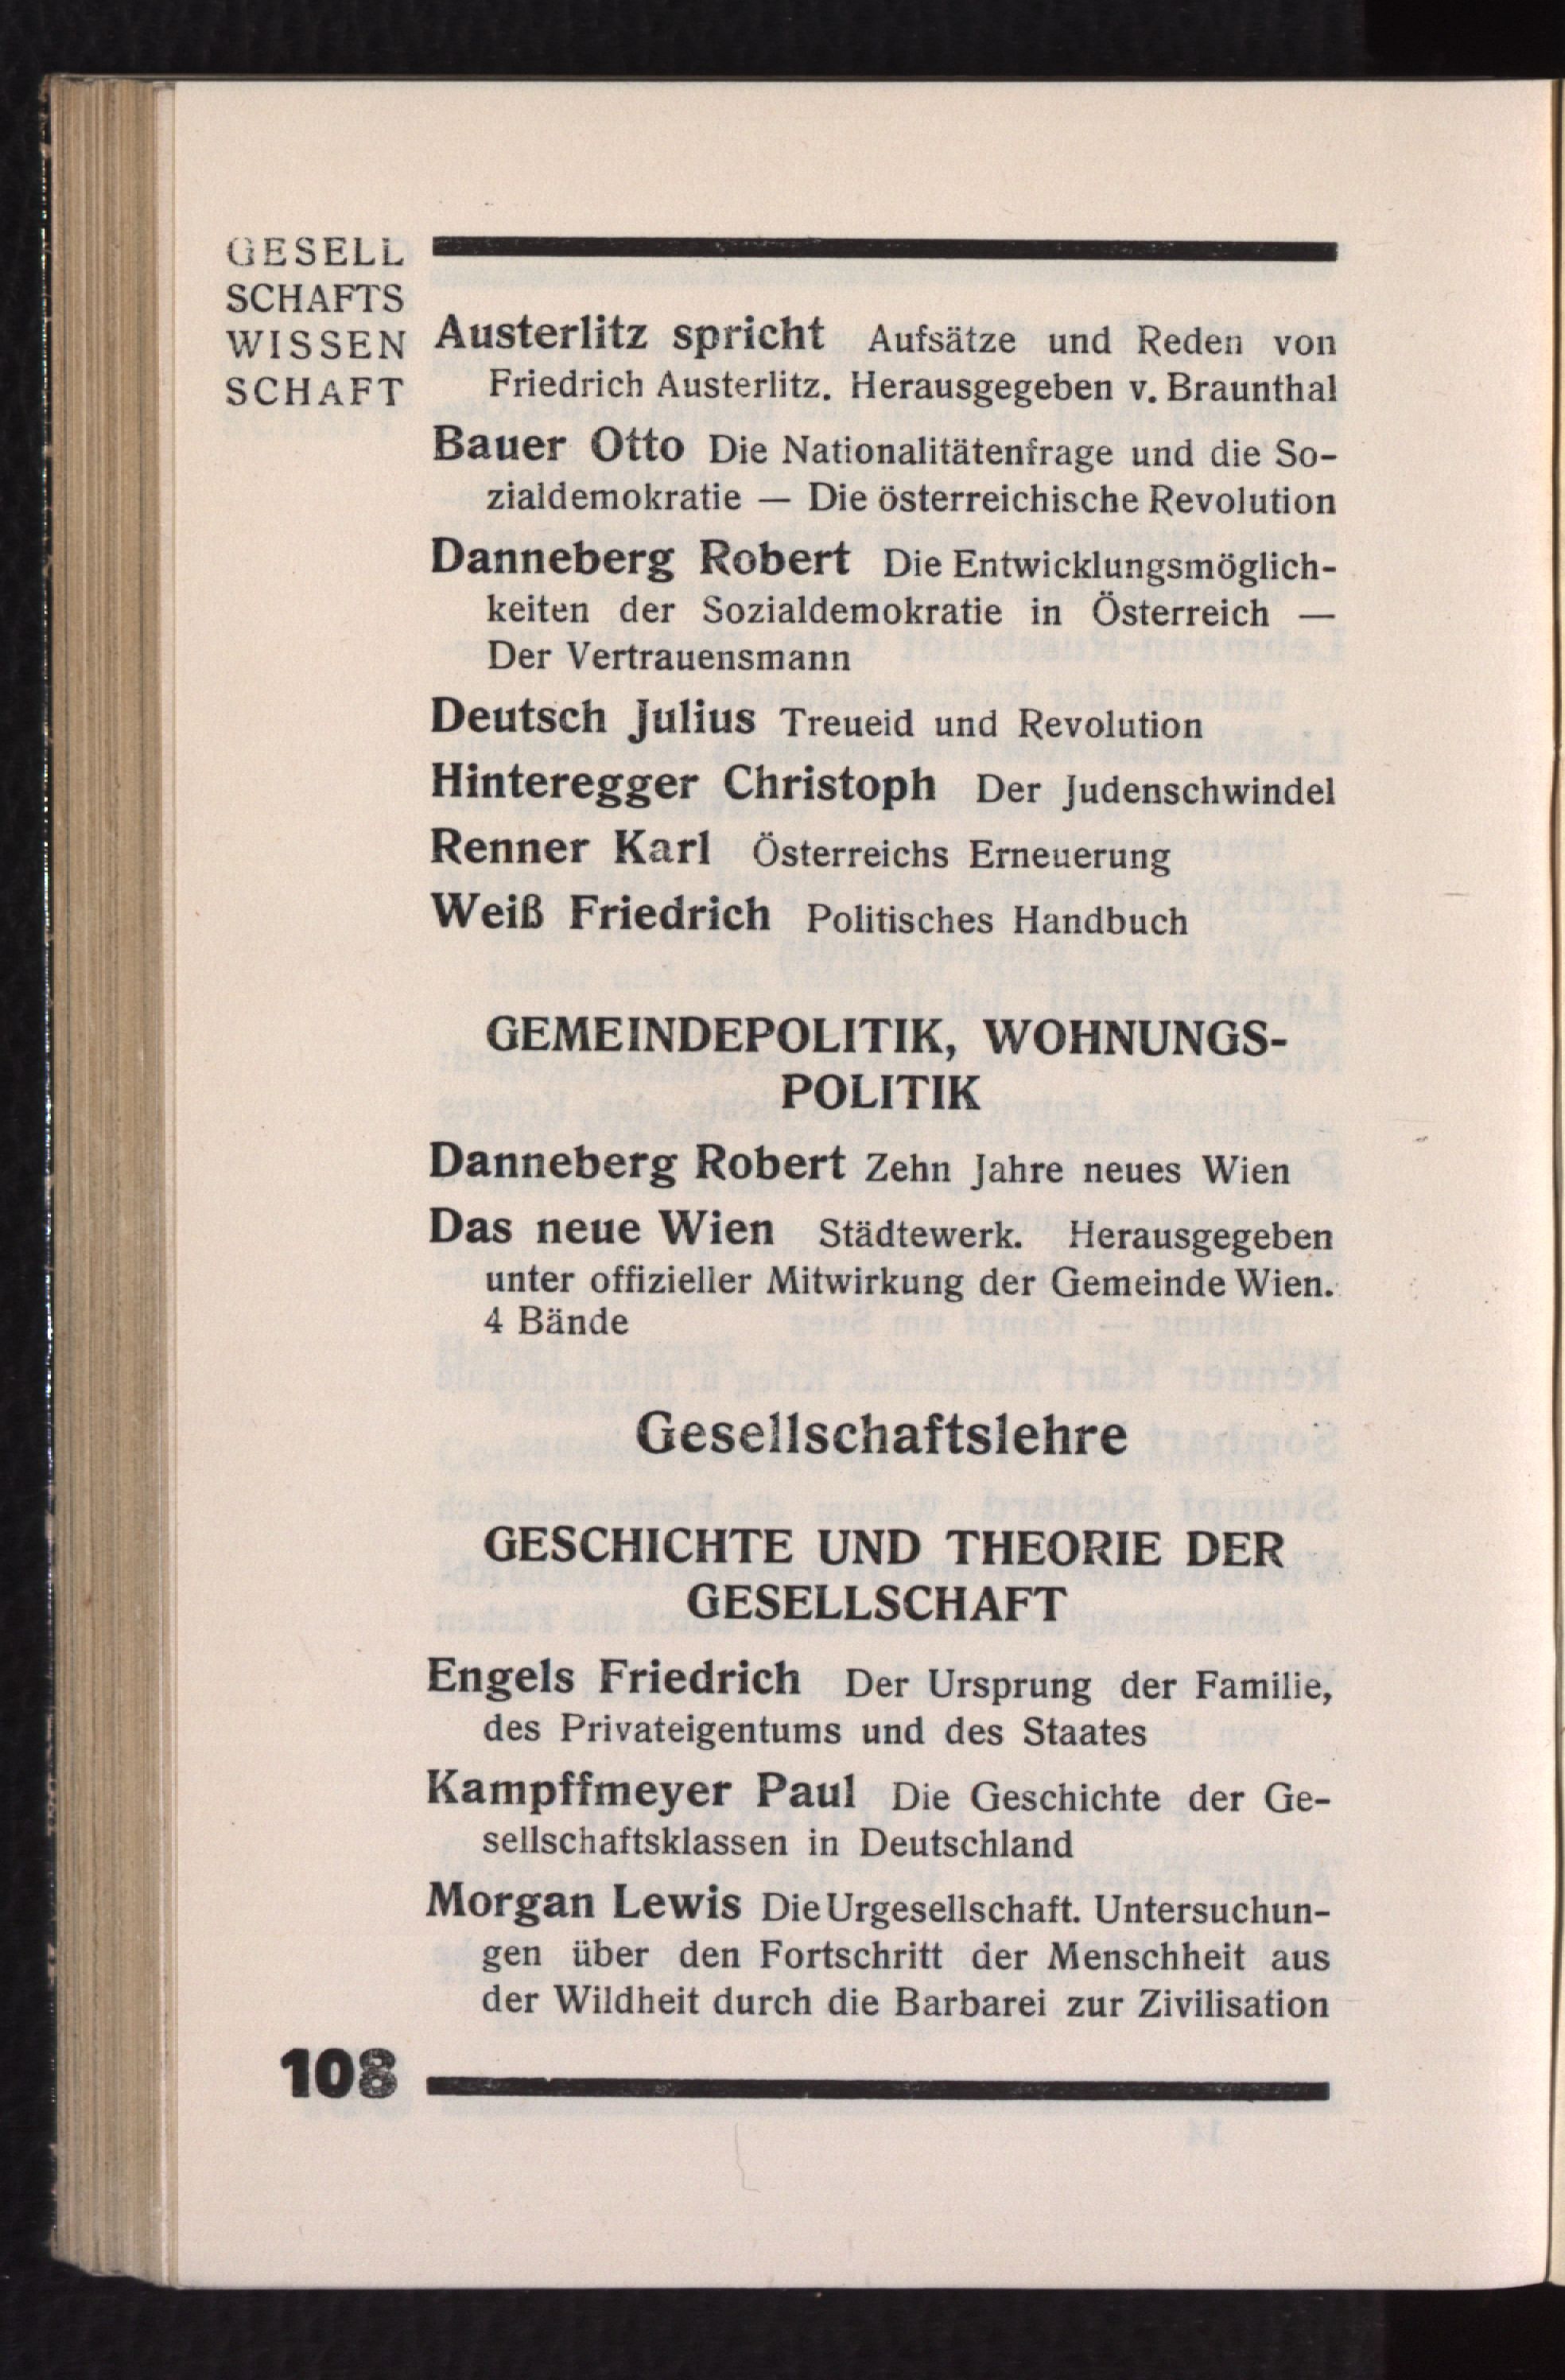 GESELL
SCHAFTS
WISSEN
SCHAFT
Austerlitz spricht Aufsätze und Reden von
Friedrich Austerlitz. Herausgegeben v. Braunthal
Bauer Otto Die Nationalitätenfrage und die So-
zialdemokratie — Die österreichische Revolution
Danneberg Robert Die Entwicklungsmöglich-
keiten der Sozialdemokratie in Österreich —
Der Vertrauensmann
Deutsch Julius Treueid und Revolution
Hinteregger Christoph Der Judenschwindel
Renner Karl Österreichs Erneuerung
Weiß Friedrich Politisches Handbuch
GEMEINDEPOLITIK, WOHNUNGS-
POLITIK
Danneberg Robert Zehn Jahre neues Wien
Das neue Wien Städtewerk. Herausgegeben
unter offizieller Mitwirkung der Gemeinde Wien.
4 Bände
Gesellschaftslehre
GESCHICHTE UND THEORIE DER
GESELLSCHAFT
Engels Friedrich Der Ursprung der Familie,
des Privateigentums und des Staates
Kampffmeyer Paul Die Geschichte der Ge-
sellschaftsklassen in Deutschland
Morgan Lewis Die Urgesellschaft. Untersuchun-
gen über den Fortschritt der Menschheit aus
der Wildheit durch die Barbarei zur Zivilisation
108